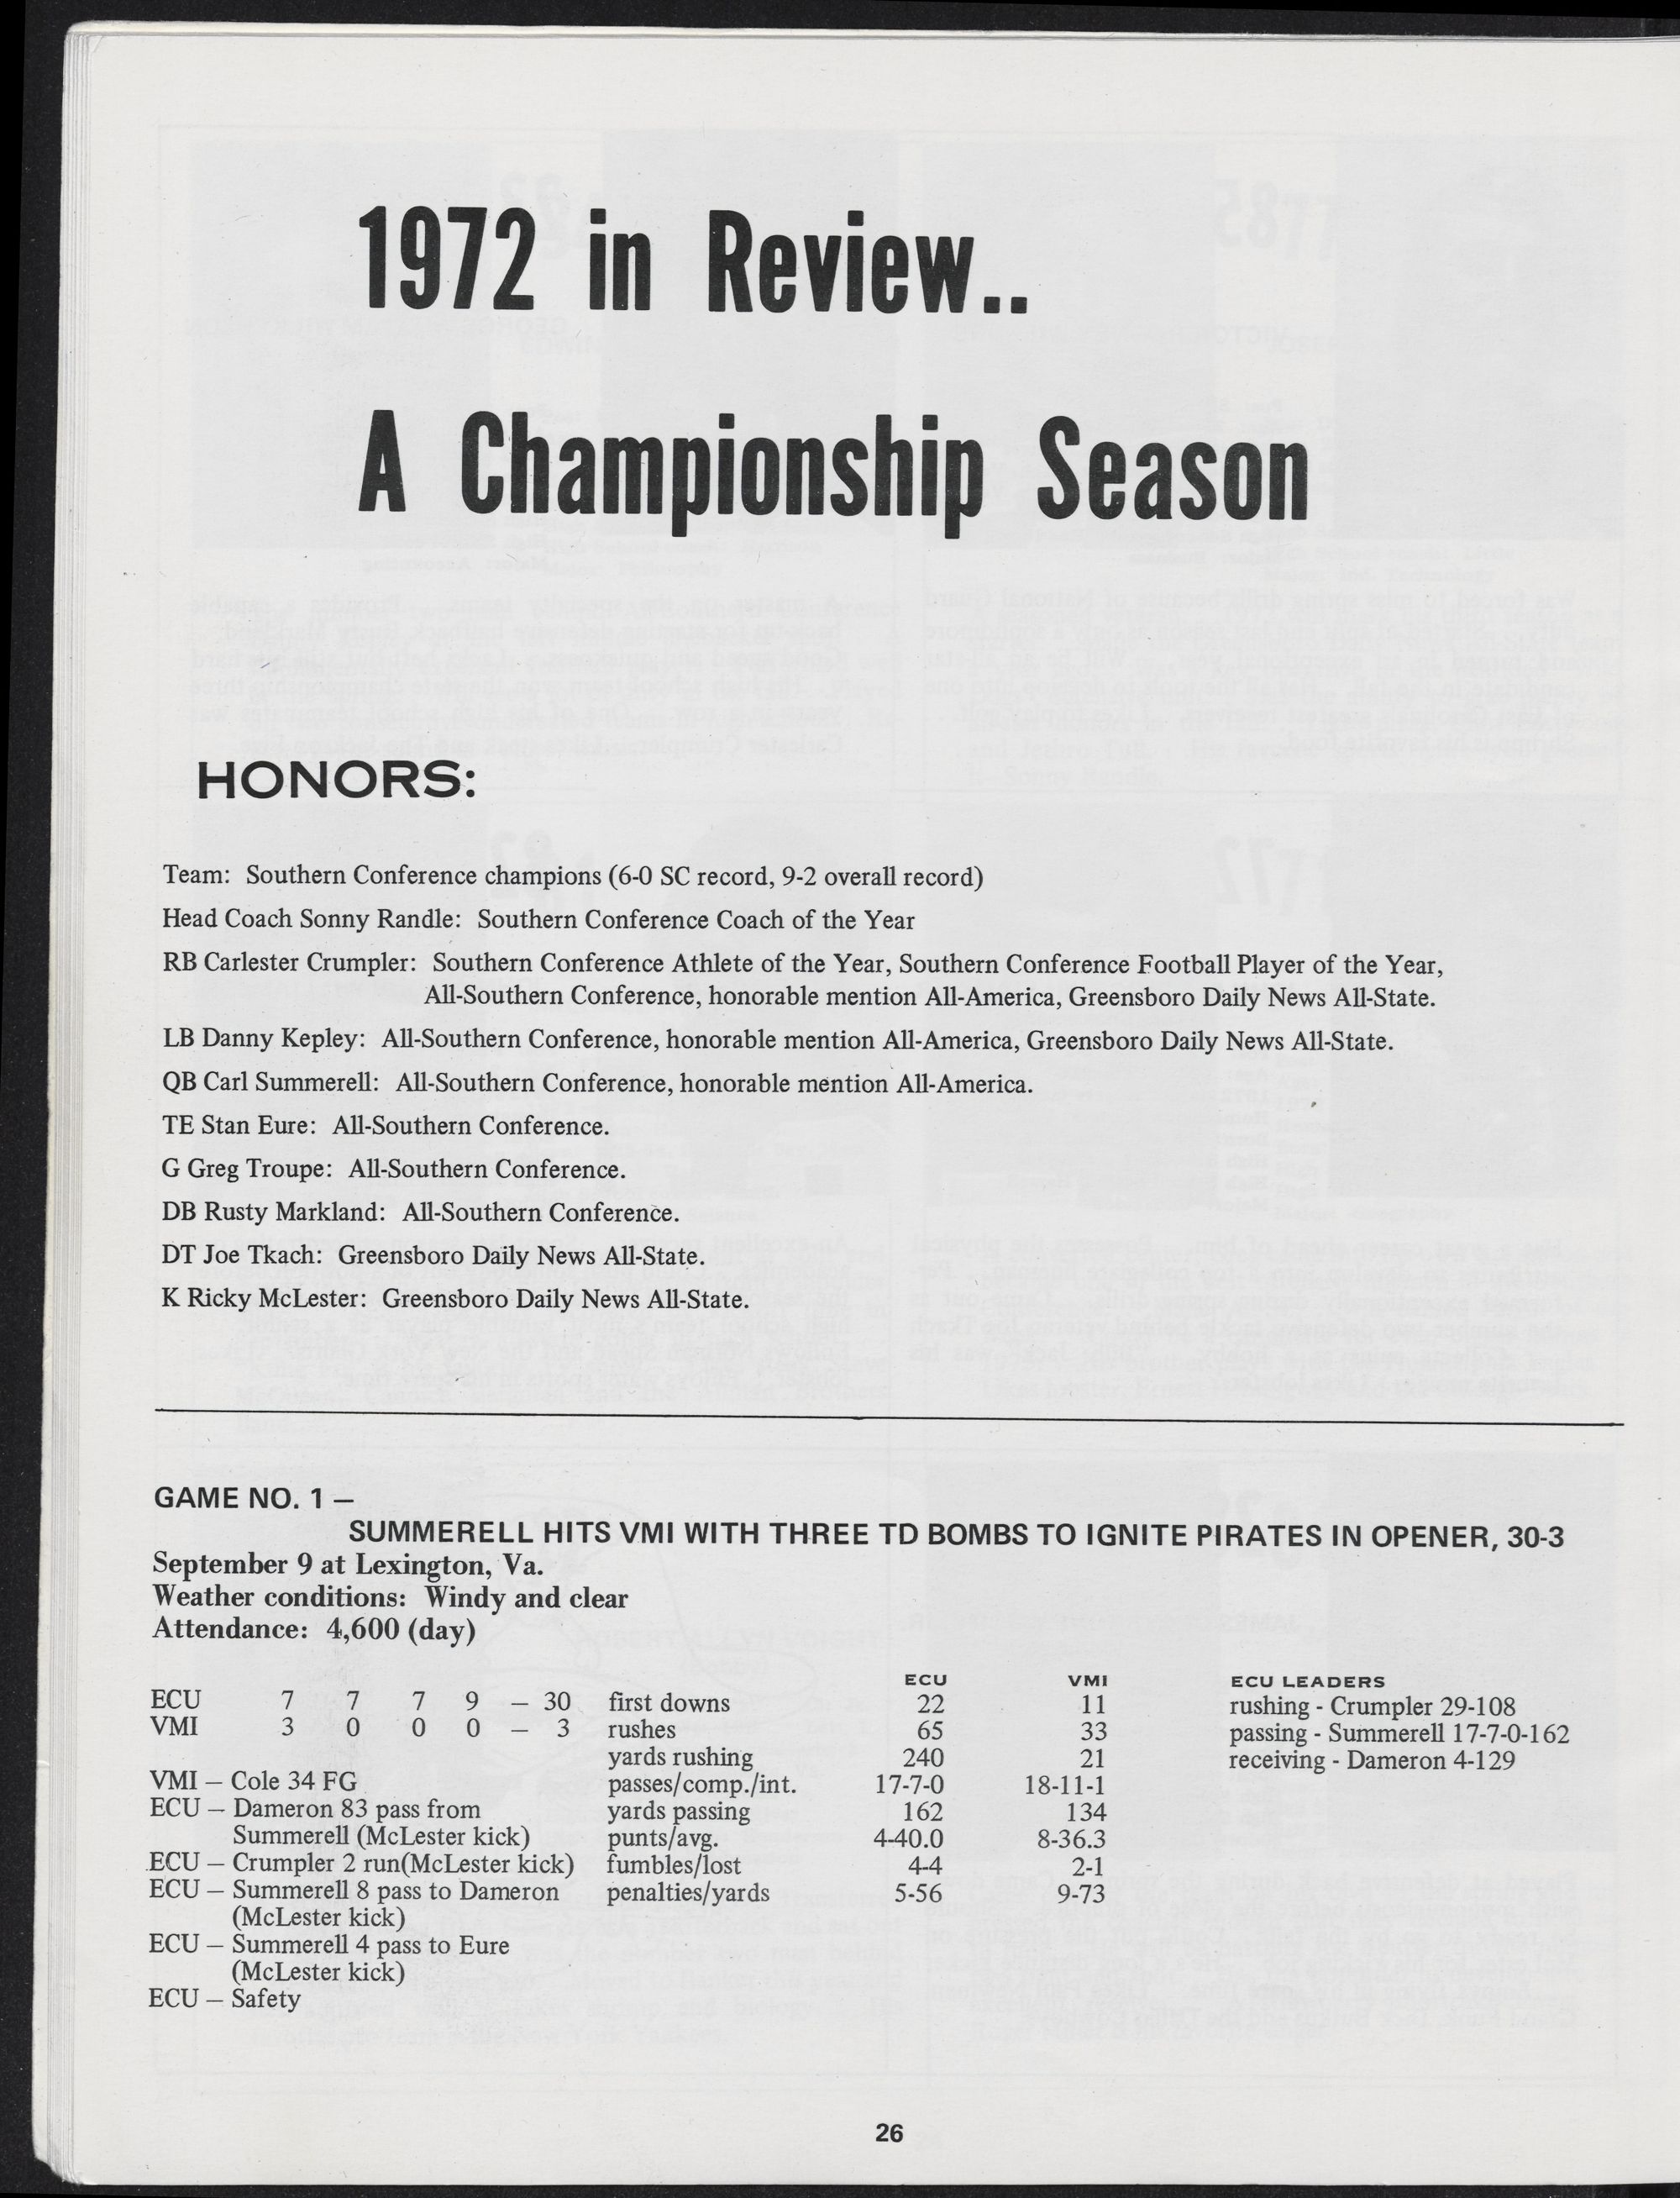 1972 in Review..
A Championship Season
HONORS:
Team: Southern Conference champions (6-0 SC record, 9-2 overall record)
Head Coach Sonny Randle: Southern Conference Coach of the Year
RB Carlester Crumpler: Southern Conference Athlete of the Year, Southern Conference Football Player of the Year,
All-Southern Conference, honorable mention All-America, Greensboro Daily News All-State.
LB Danny Kepley: All-Southern Conference, honorable mention All-America, Greensboro Daily News All-State.
QB Carl Summerell: All-Southern Conference, honorable mention All-America.
TE Stan Eure: All-Southern Conference.
G Greg Troupe: All-Southern Conference.
DB Rusty Markland: All-Southern Conference.
DT Joe Tkach: Greensboro Daily News All-State.
K Ricky McLester: Greensboro Daily News All-State.
GAME NO. 1 –
SUMMERELL HITS VMI WITH THREE TD BOMBS TO IGNITE PIRATES IN OPENER, 30-3
September 9 at Lexington, Va.
Weather conditions: Windy and clear
Attendance: 4,600 (day)
ECU 7 7 7 9 – 30
VMI 3 0 0 0 – 3
VMI – Cole 34 FG
ECU – Dameron 83 pass from
Summerell (McLester kick)
ECU – Crumpler 2 run(McLester kick)
ECU – Summerell 8 pass to Dameron
(McLester kick)
ECU – Summerell 4 pass to Eure
(McLester kick)
ECU – Safety
ECU VMI
first downs 22 11
rushes 65 33
yards rushing 240 21
passes/comp./int. 17-7-0 18-11-1
yards passing 162 134
punts/avg. 4-40.0 8-36.3
fumbles/lost 4-4 2-1
penalties/yards 5-56 9-73
ECU LEADERS
rushing - Crumpler 29-108
passing - Summerell 17-7-0-162
receiving - Dameron 4-129
26